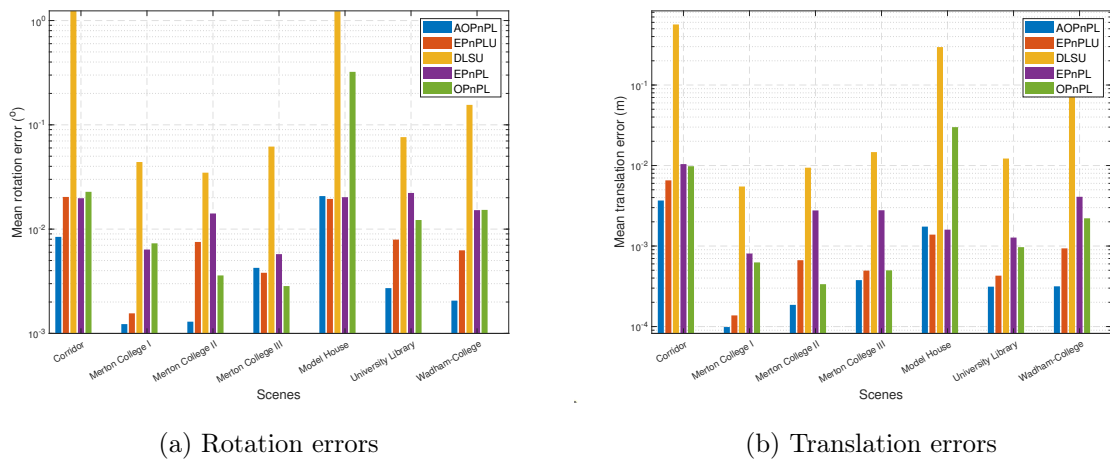 10^0
10^-1
10^-2
10^-3
Mean rotation error (°)
AOPnPL
EPnPLU
DLSU
EPnPL
OPnPL
Corridor
Merton College I
Merton College II
Merton College III
Model House
University Library
Wadham-College
Scenes
(a) Rotation errors
10^-1
10^-2
10^-3
10^-4
Mean translation error (m)
AOPnPL
EPnPLU
DLSU
EPnPL
OPnPL
Corridor
Merton College I
Merton College II
Merton College III
Model House
University Library
Wadham-College
Scenes
(b) Translation errors